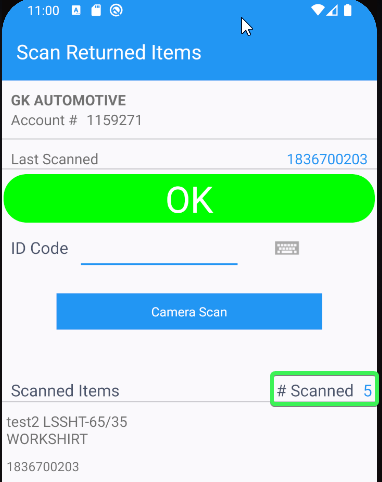 11:00
Scan Returned Items
GK AUTOMOTIVE
Account # 1159271
Last Scanned 1836700203
OK
ID Code
Camera Scan
Scanned Items # Scanned 5
test2 LSSHT-65/35
WORKSHIRT
1836700203